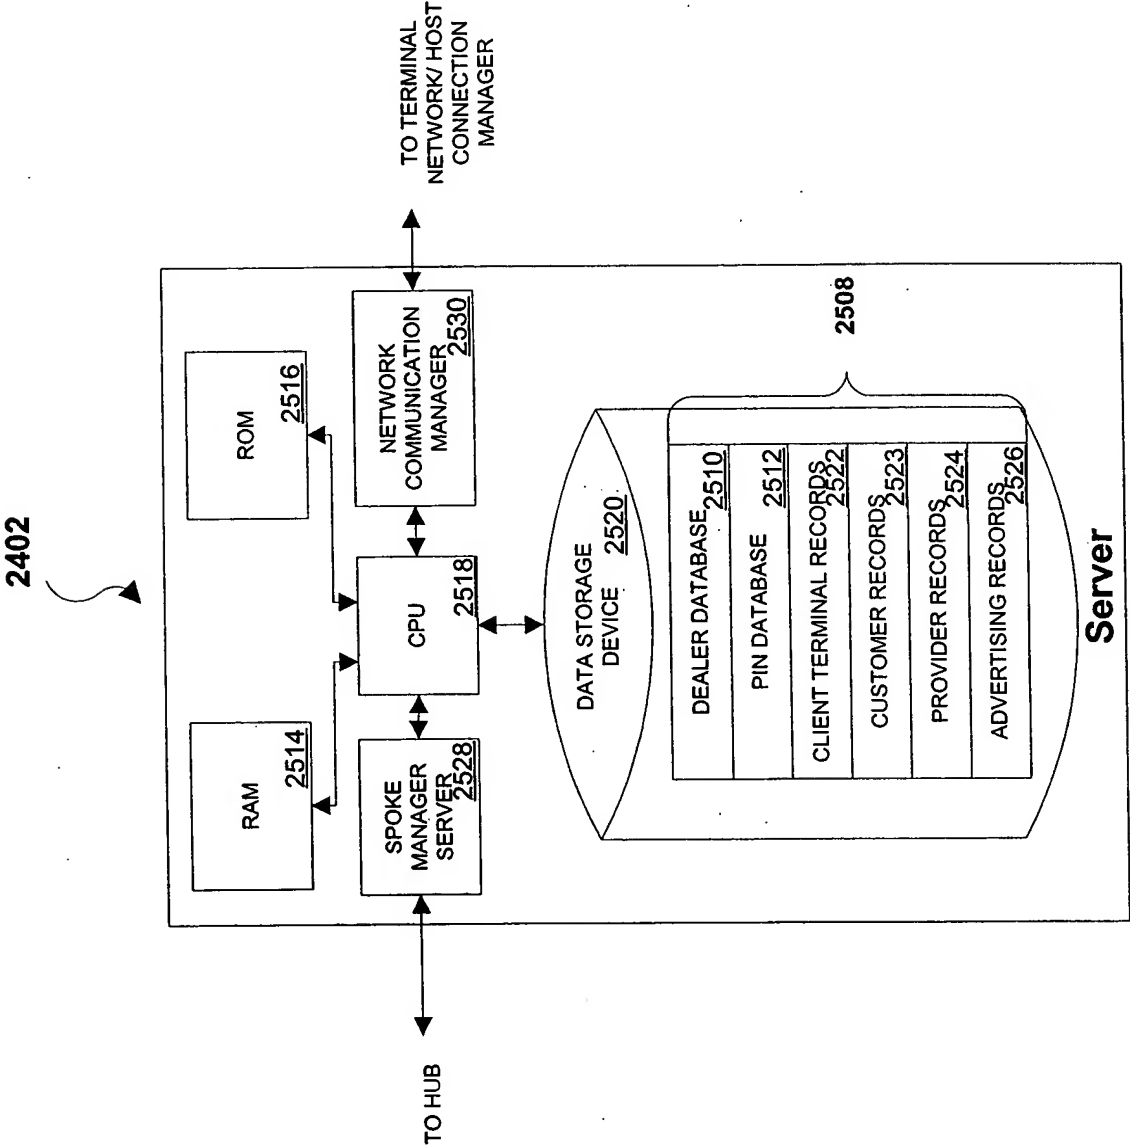 2402
RAM
2514
ROM
2516
TO HUB
SPOKE
MANAGER
SERVER
2528
CPU
2518
NETWORK
COMMUNICATION
MANAGER
2530
TO TERMINAL
NETWORK/ HOST
CONNECTION
MANAGER
DATA STORAGE
DEVICE
2520
DEALER DATABASE 2510
PIN DATABASE 2512
CLIENT TERMINAL RECORDS 2522
CUSTOMER RECORDS 2523
PROVIDER RECORDS 2524
ADVERTISING RECORDS 2526
2508
Server